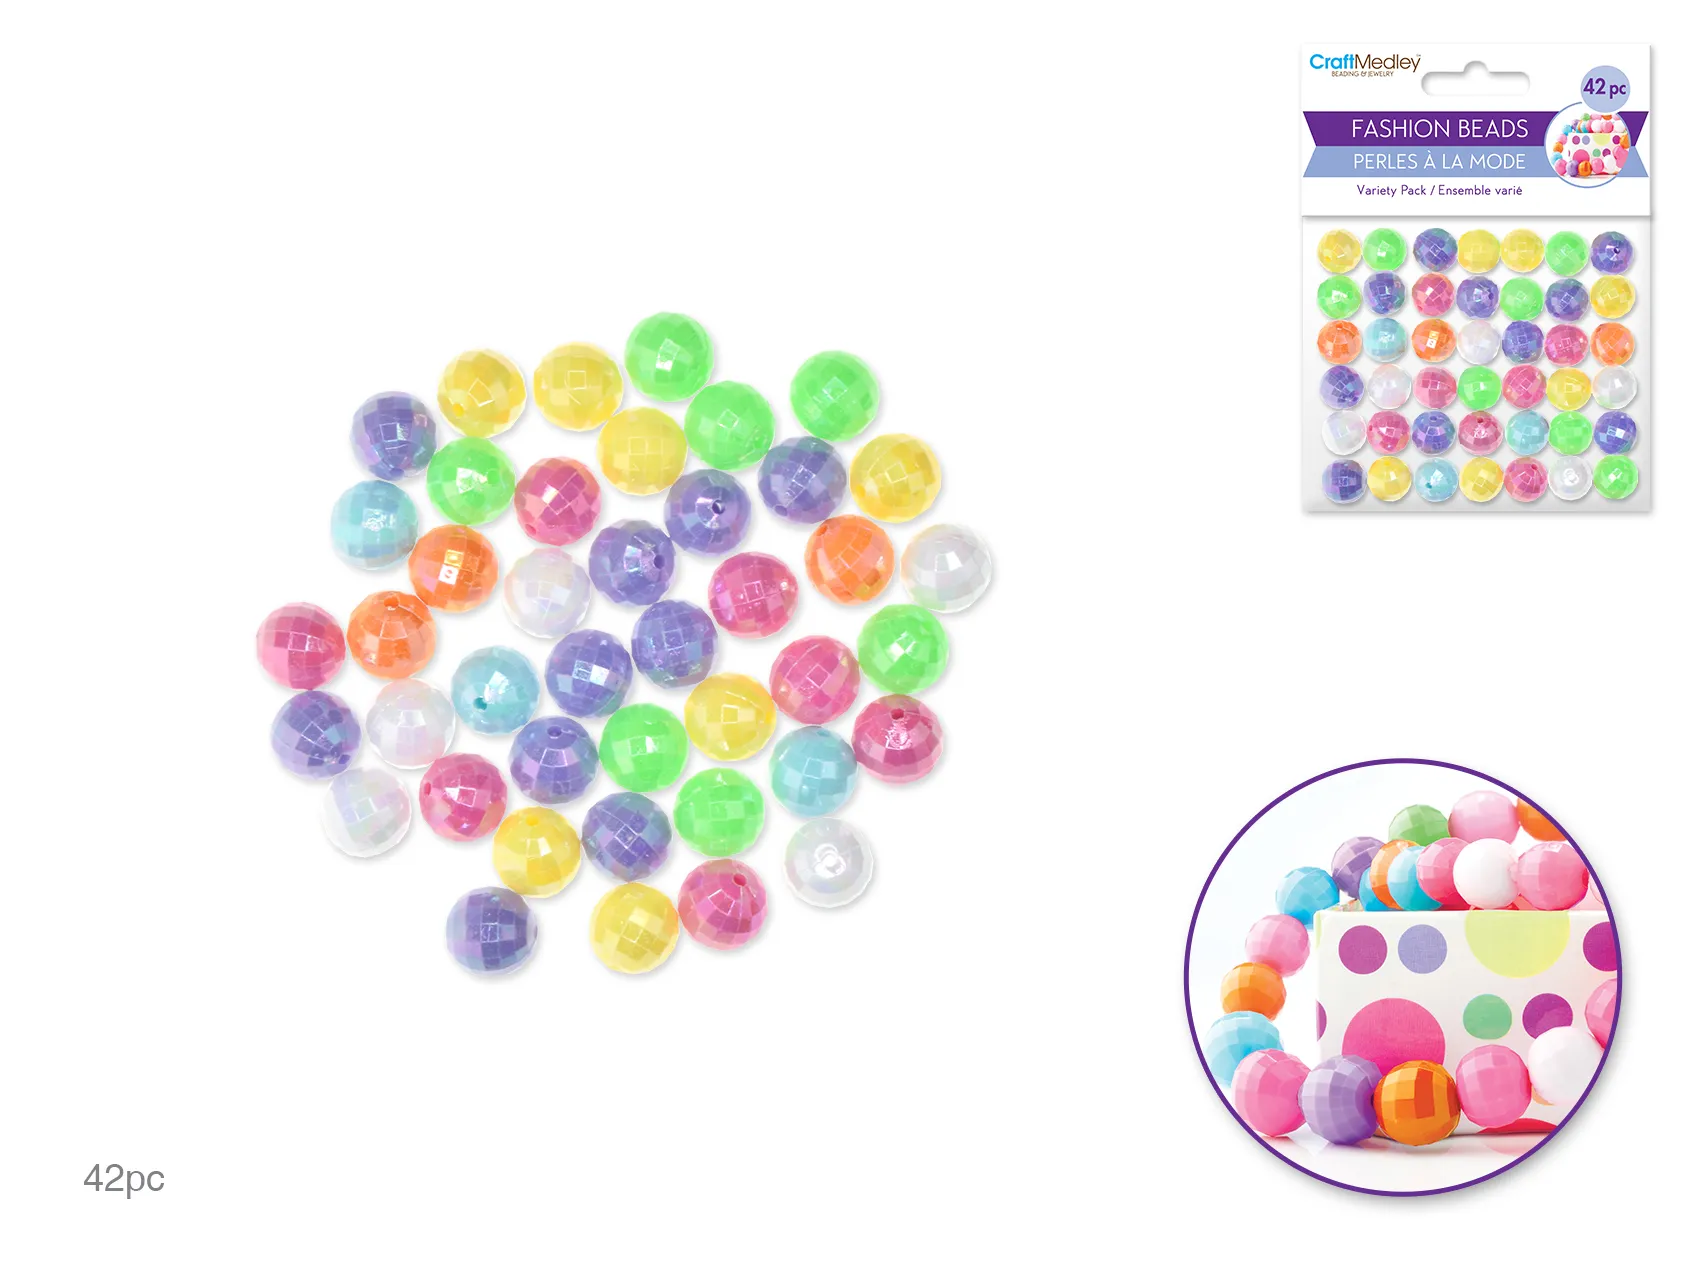 CraftMedley
BEADING & JEWELRY
42 pc
FASHION BEADS
PERLES À LA MODE
Variety Pack / Ensemble varié
42pc